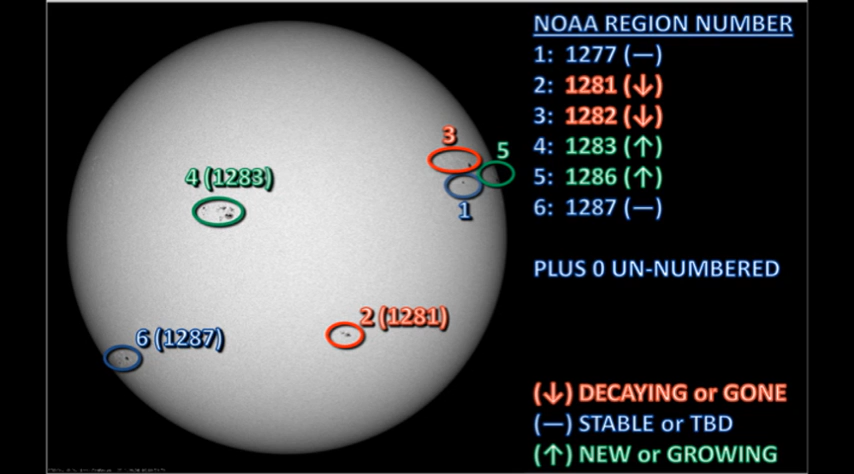 NOAA REGION NUMBER
1: 1277 (—)
2: 1281 (↓)
3: 1282 (↓)
4: 1283 (↑)
5: 1286 (↑)
6: 1287 (—)
PLUS 0 UN-NUMBERED
3
5
4 (1283)
1
2 (1281)
6 (1287)
(↓) DECAYING or GONE
(—) STABLE or TBD
(↑) NEW or GROWING